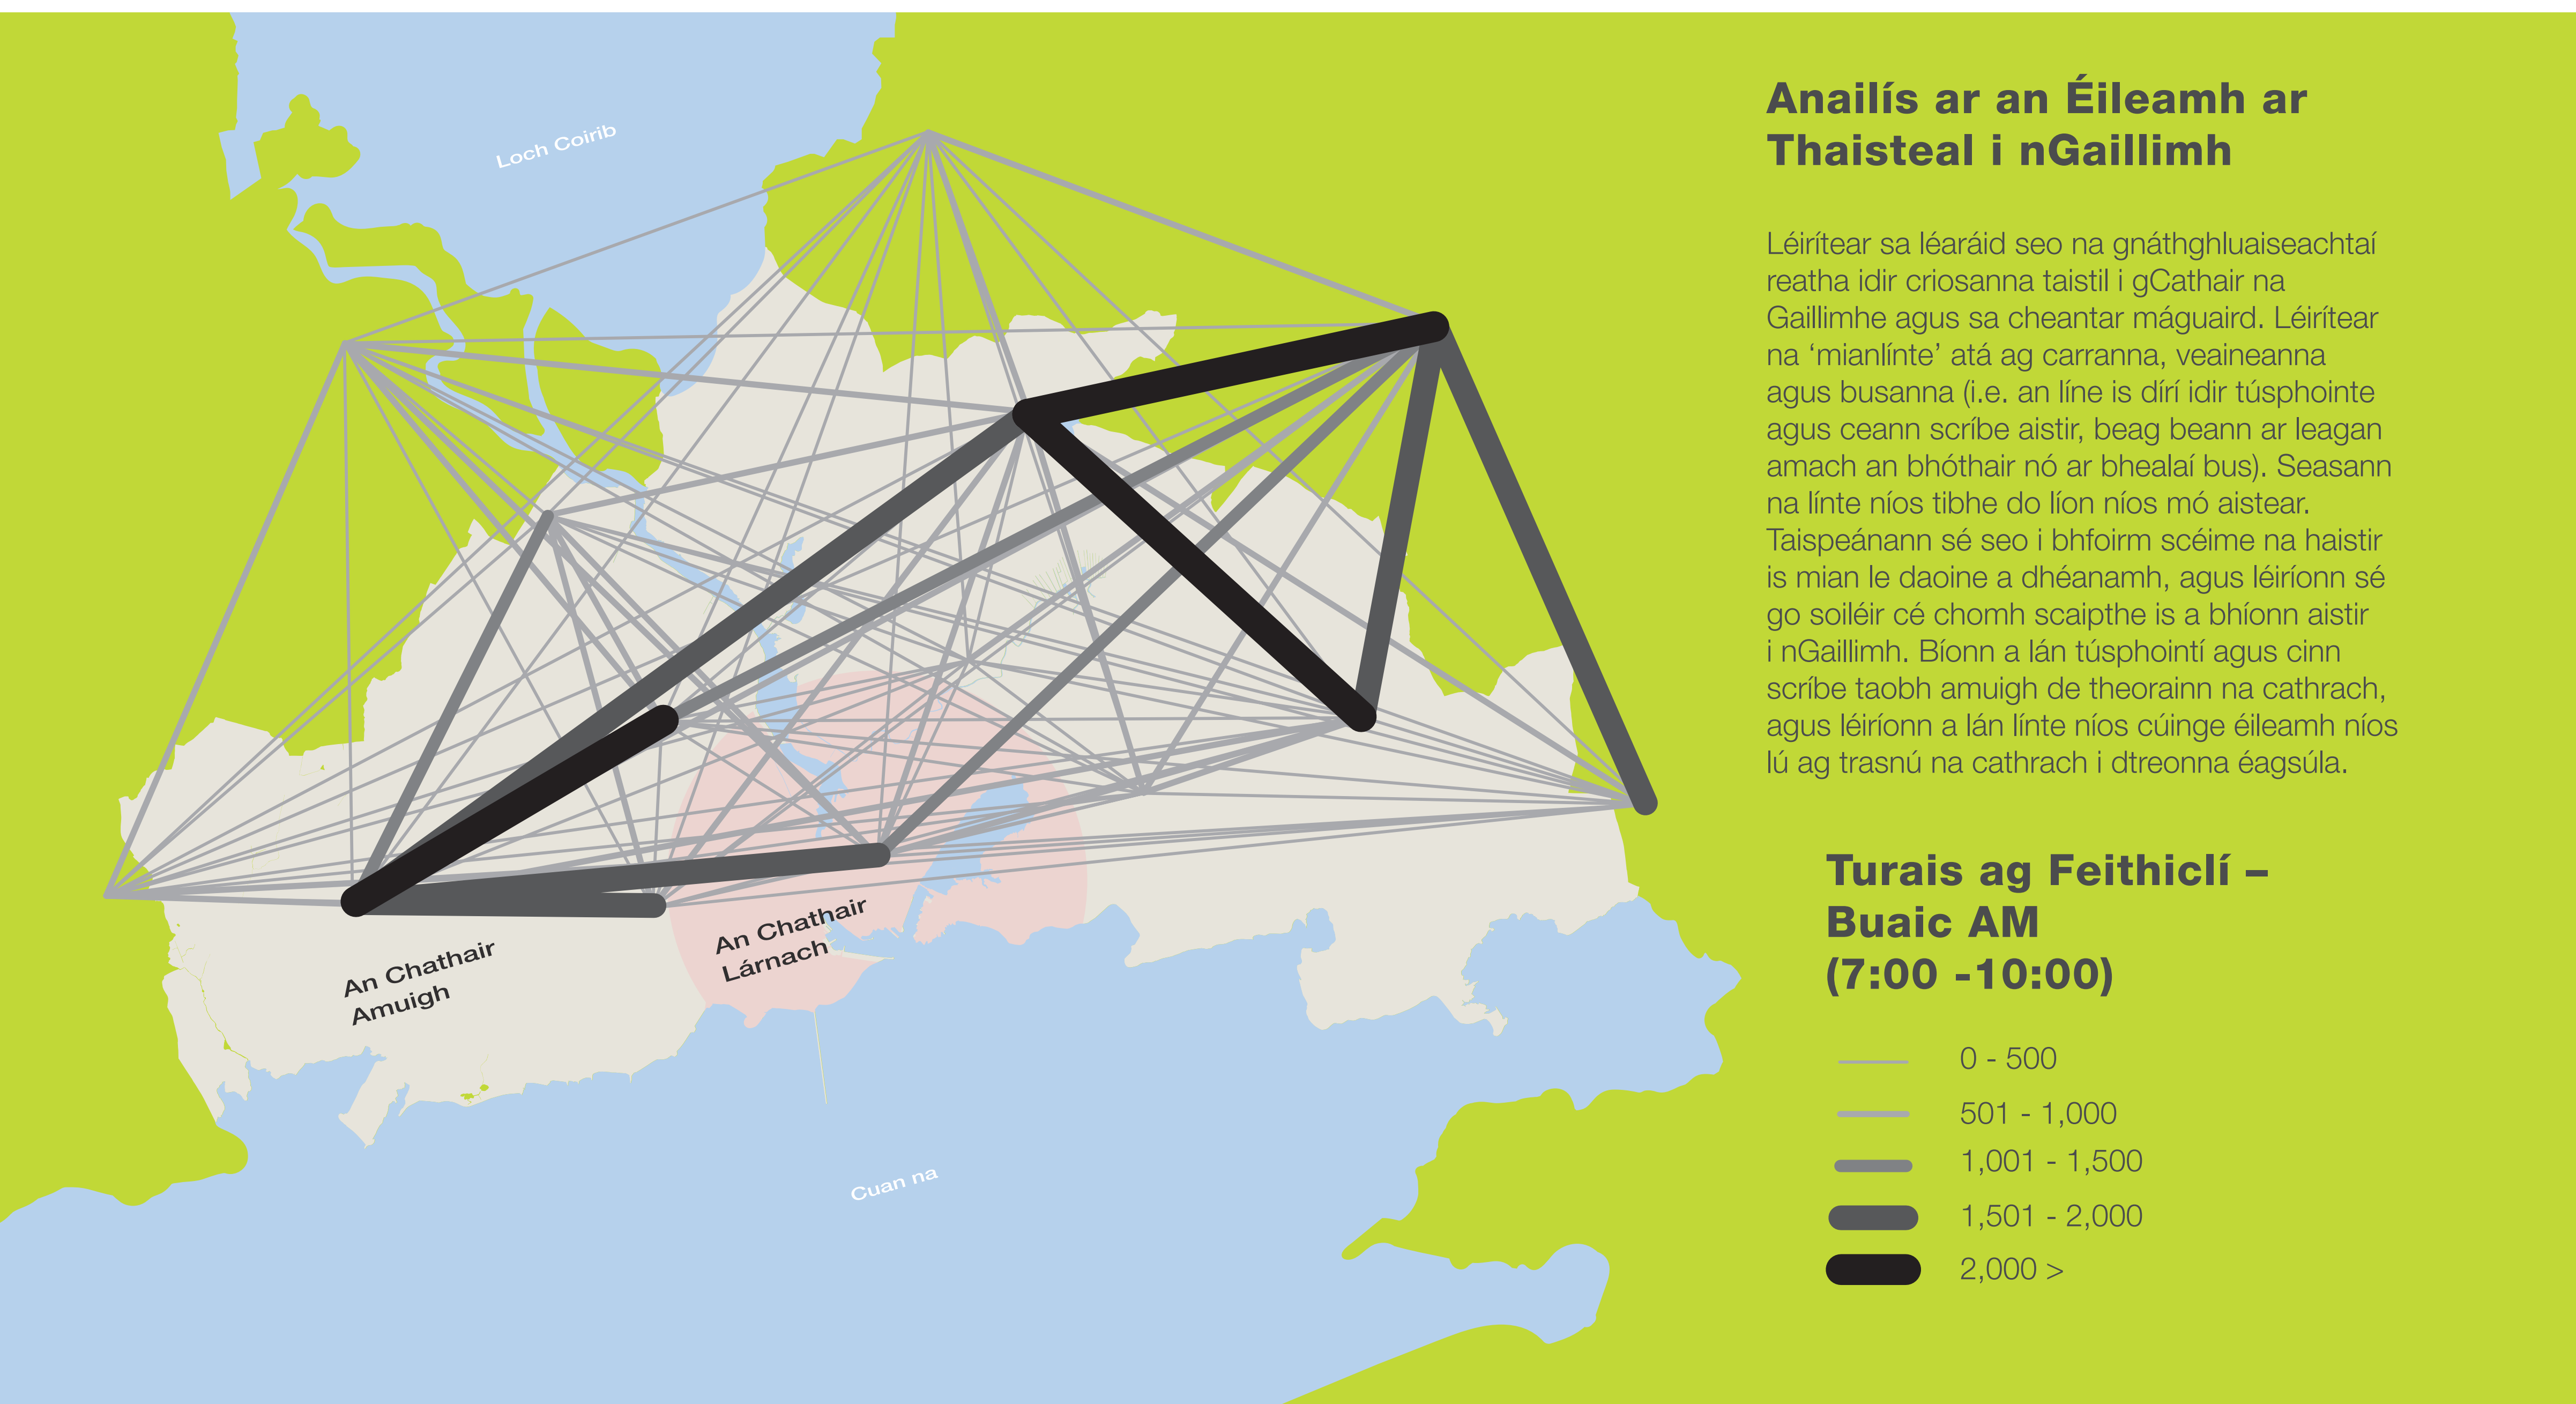 Anailís ar an Éileamh ar
Thaisteal i nGaillimh
Léirítear sa léaráid seo na gnáthghluaiseachtaí
reatha idir criosanna taistil i gCathair na
Gaillimhe agus sa cheantar máguaird. Léirítear
na ‘mianlínte’ atá ag carranna, veaineanna
agus busanna (i.e. an líne is dírí idir túsphointe
agus ceann scríbe aistir, beag beann ar leagan
amach an bhóthair nó ar bhealaí bus). Seasann
na línte níos tibhe do líon níos mó aistear.
Taispeánann sé seo i bhfoirm scéime na haistir
is mian le daoine a dhéanamh, agus léiríonn sé
go soiléir cé chomh scaipthe is a bhíonn aistir
i nGaillimh. Bíonn a lán túsphointí agus cinn
scríbe taobh amuigh de theorainn na cathrach,
agus léiríonn a lán línte níos cúinge éileamh níos
lú ag trasnú na cathrach i dtreonna éagsúla.
Turais ag Feithiclí –
Buaic AM
(7:00 -10:00)
0 - 500
501 - 1,000
1,001 - 1,500
1,501 - 2,000
2,000 >
Loch Coirib
An Chathair
Amuigh
An Chathair
Lárnach
Cuan na